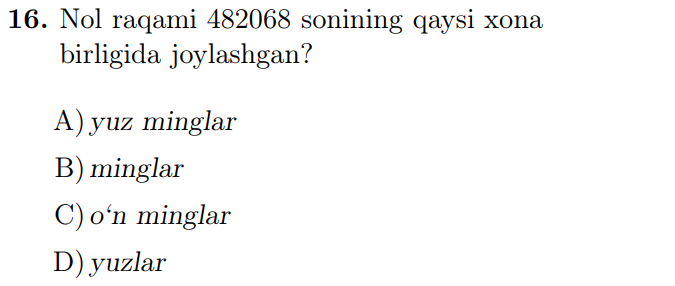 16. Nol raqami 482068 sonining qaysi xona
birligida joylashgan?
A) yuz minglar
B) minglar
C) o‘n minglar
D) yuzlar